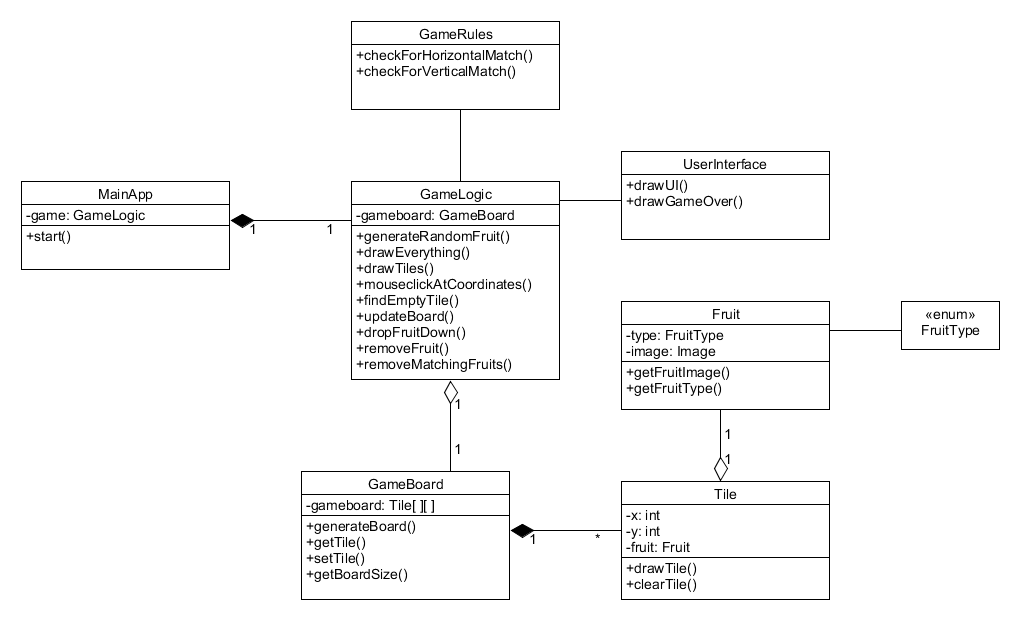 GameRules
+checkForHorizontalMatch()
+checkForVerticalMatch()
UserInterface
+drawUI()
+drawGameOver()
MainApp
-game: GameLogic
+start()
1
1
GameLogic
-gameboard: GameBoard
+generateRandomFruit()
+drawEverything()
+drawTiles()
+mouseclickAtCoordinates()
+findEmptyTile()
+updateBoard()
+dropFruitDown()
+removeFruit()
+removeMatchingFruits()
Fruit
-type: FruitType
-image: Image
+getFruitImage()
+getFruitType()
«enum»
FruitType
1
1
1
1
GameBoard
-gameboard: Tile[ ][ ]
+generateBoard()
+getTile()
+setTile()
+getBoardSize()
1
*
Tile
-x: int
-y: int
-fruit: Fruit
+drawTile()
+clearTile()